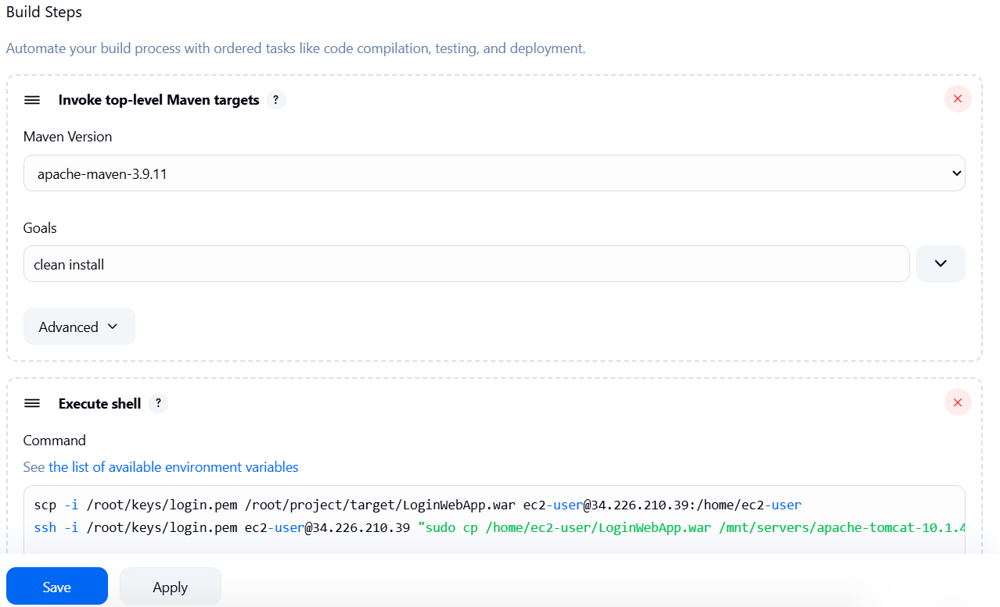 Build Steps
Automate your build process with ordered tasks like code compilation, testing, and deployment.
Invoke top-level Maven targets ?
Maven Version
apache-maven-3.9.11
Goals
clean install
Advanced
Execute shell ?
Command
See the list of available environment variables
scp -i /root/keys/login.pem /root/project/target/LoginWebApp.war ec2-user@34.226.210.39:/home/ec2-user
ssh -i /root/keys/login.pem ec2-user@34.226.210.39 "sudo cp /home/ec2-user/LoginWebApp.war /mnt/servers/apache-tomcat-10.1.4
Save Apply